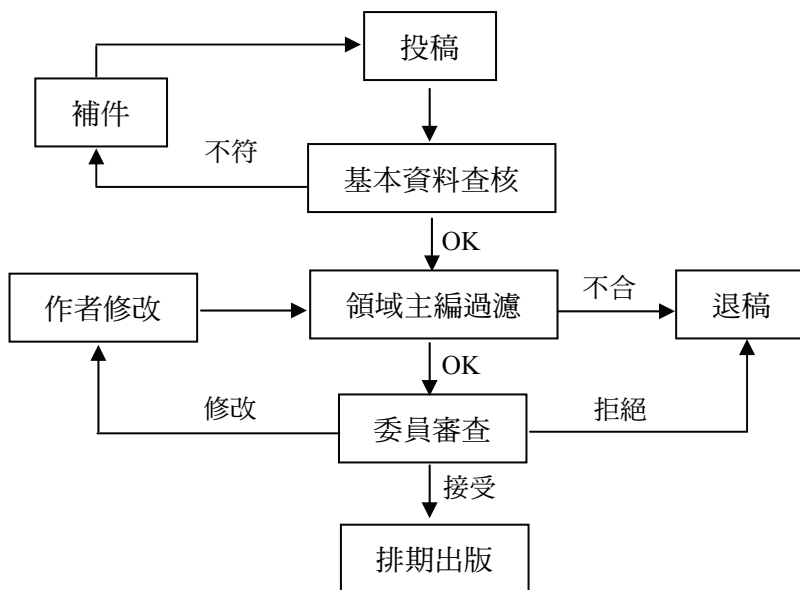 投稿
補件
不符
基本資料查核
OK
作者修改
領域主編過濾
不合
退稿
OK
修改
委員審查
拒絕
接受
排期出版